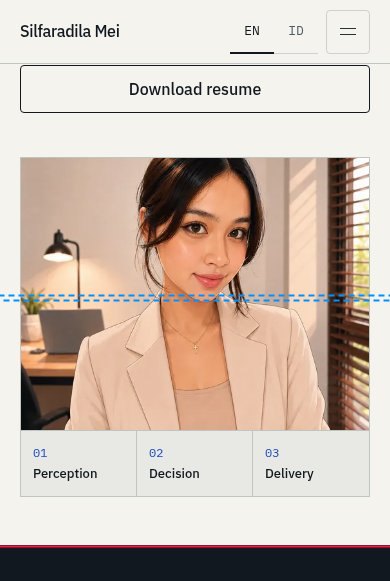 Silfaradila Mei
EN
ID
Download resume
01
Perception
02
Decision
03
Delivery